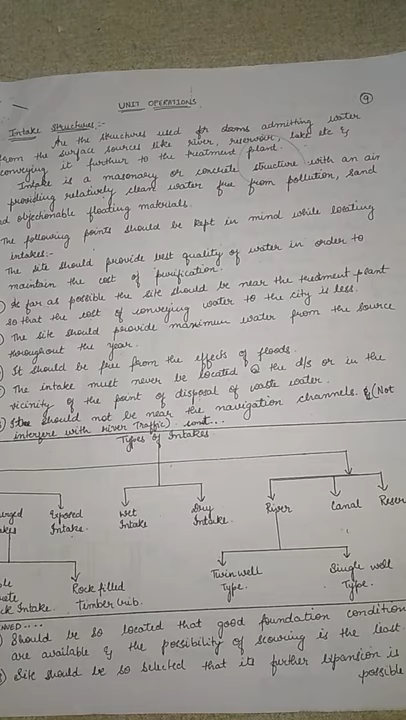 UNIT OPERATIONS
9
Intake Structures:-
Are the structures used for admitting water
from the surface sources like river, reservoir, lake etc &
conveying it further to the treatment plant.
Intake is a masonary or concrete structure with an aim
providing relatively clean water free from pollution, sand
objectionable floating materials.
The following points should be kept in mind while locating
intakes:-
The site should provide best quality of water in order to
maintain the cost of purification.
As far as possible the site should be near the treatment plant
so that the cost of conveying water to the city is less.
The site should provide maximum water from the source
throughout the year.
It should be free from the effects of floods.
The intake must never be located @ the d/s or in the
vicinity of the point of disposal of waste water.
should not be near the navigation channels. (Not
interfere with River Traffic) cont...
Types of Intakes
Exposed Intake.
Wet Intake
Dry Intake.
River
Canal
Reser
Rock filled Timber crib.
Twin well Type.
Single well Type.
Should be so located that good foundation condition
are available & the possibility of scouring is the least.
Site should be so selected that its further expansion is
possible